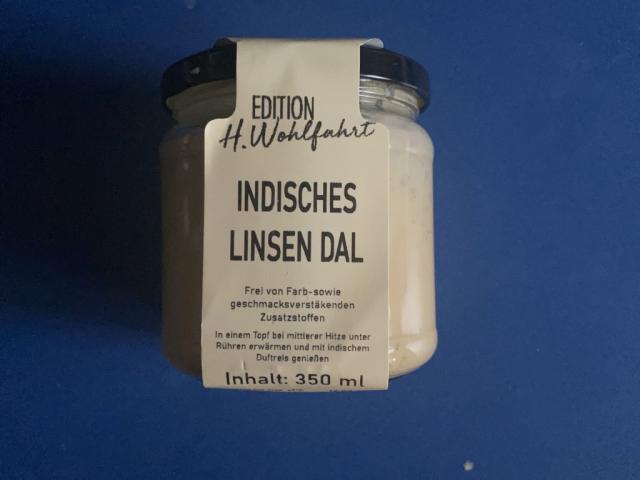 EDITION
H. Wohlfahrt
INDISCHES
LINSEN DAL
Frei von Farb-sowie
geschmacksverstäkenden
Zusatzstoffen
In einem Topf bei mittlerer Hitze unter
Rühren erwärmen und mit indischem
Duftreis genießen
Inhalt: 350 ml